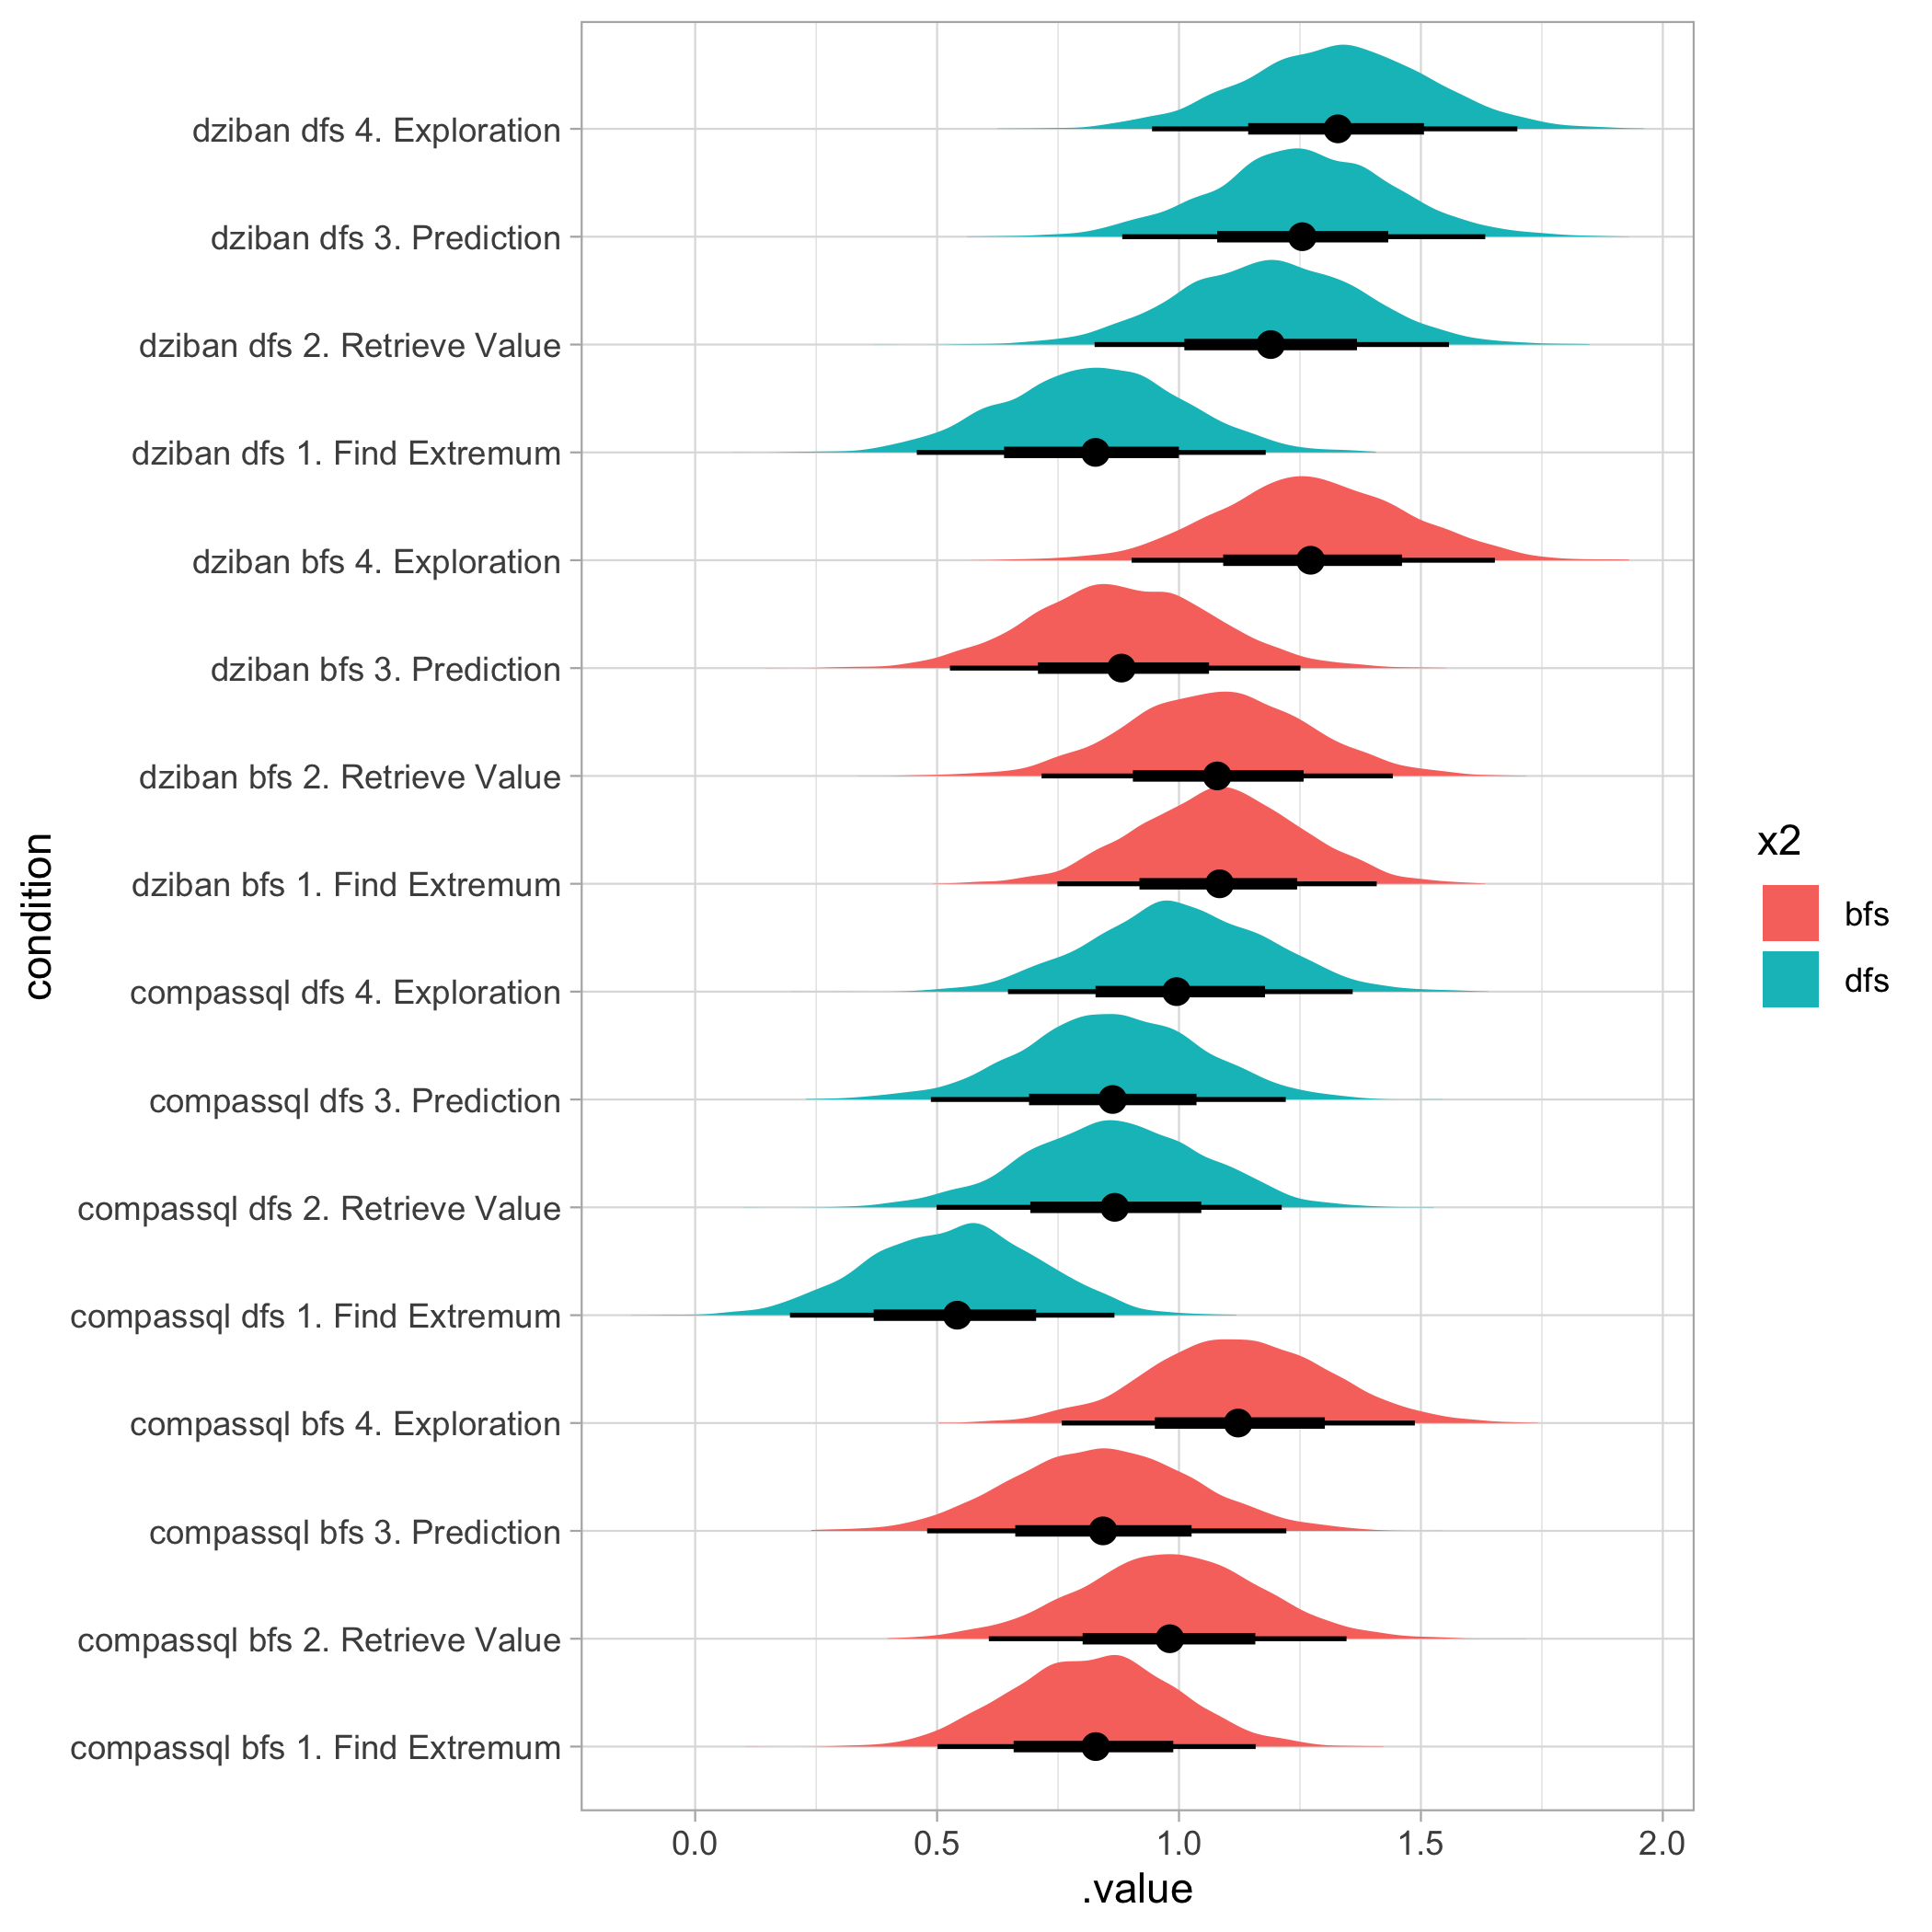 dziban dfs 4. Exploration
dziban dfs 3. Prediction
dziban dfs 2. Retrieve Value
dziban dfs 1. Find Extremum
dziban bfs 4. Exploration
dziban bfs 3. Prediction
dziban bfs 2. Retrieve Value
dziban bfs 1. Find Extremum
compassql dfs 4. Exploration
compassql dfs 3. Prediction
compassql dfs 2. Retrieve Value
compassql dfs 1. Find Extremum
compassql bfs 4. Exploration
compassql bfs 3. Prediction
compassql bfs 2. Retrieve Value
compassql bfs 1. Find Extremum
condition
0.0 0.5 1.0 1.5 2.0
.value
x2
bfs
dfs